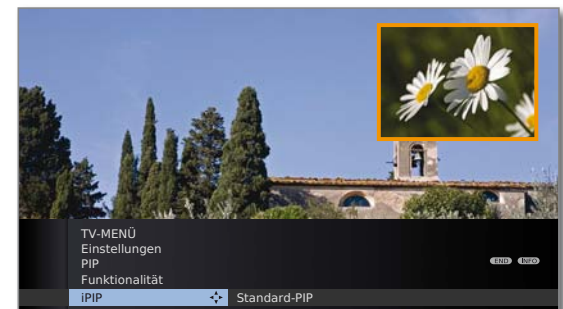 TV-MENÜ
Einstellungen
PIP
END INFO
Funktionalität
iPIP Standard-PIP